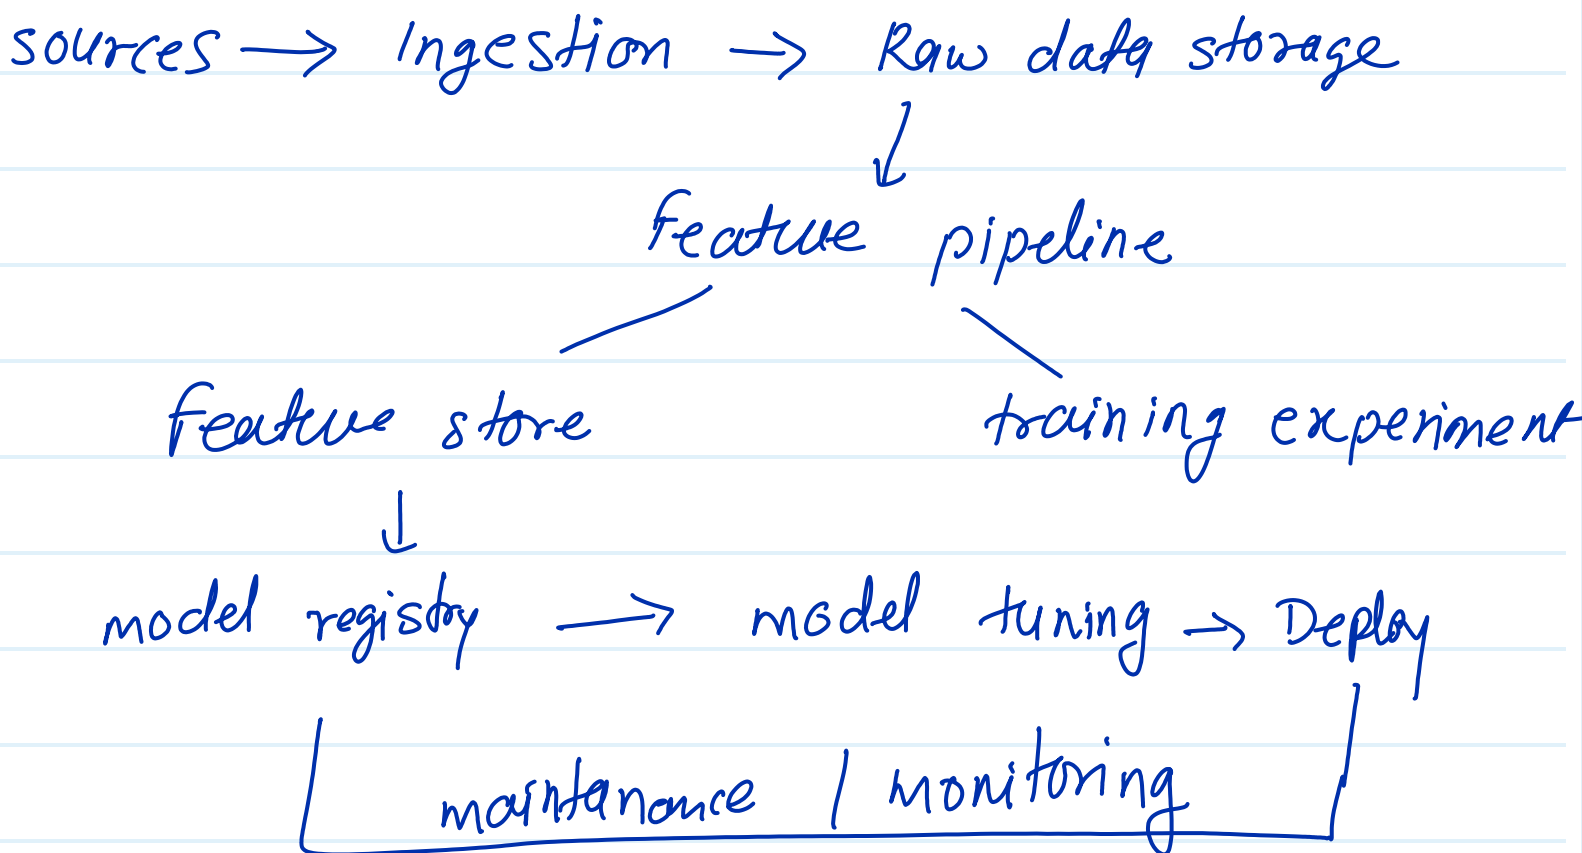 sources → Ingestion → Raw data storage
↓
Feature pipeline
Feature store training experiment
↓
model registry → model tuning → Deploy
maintanance / monitoring